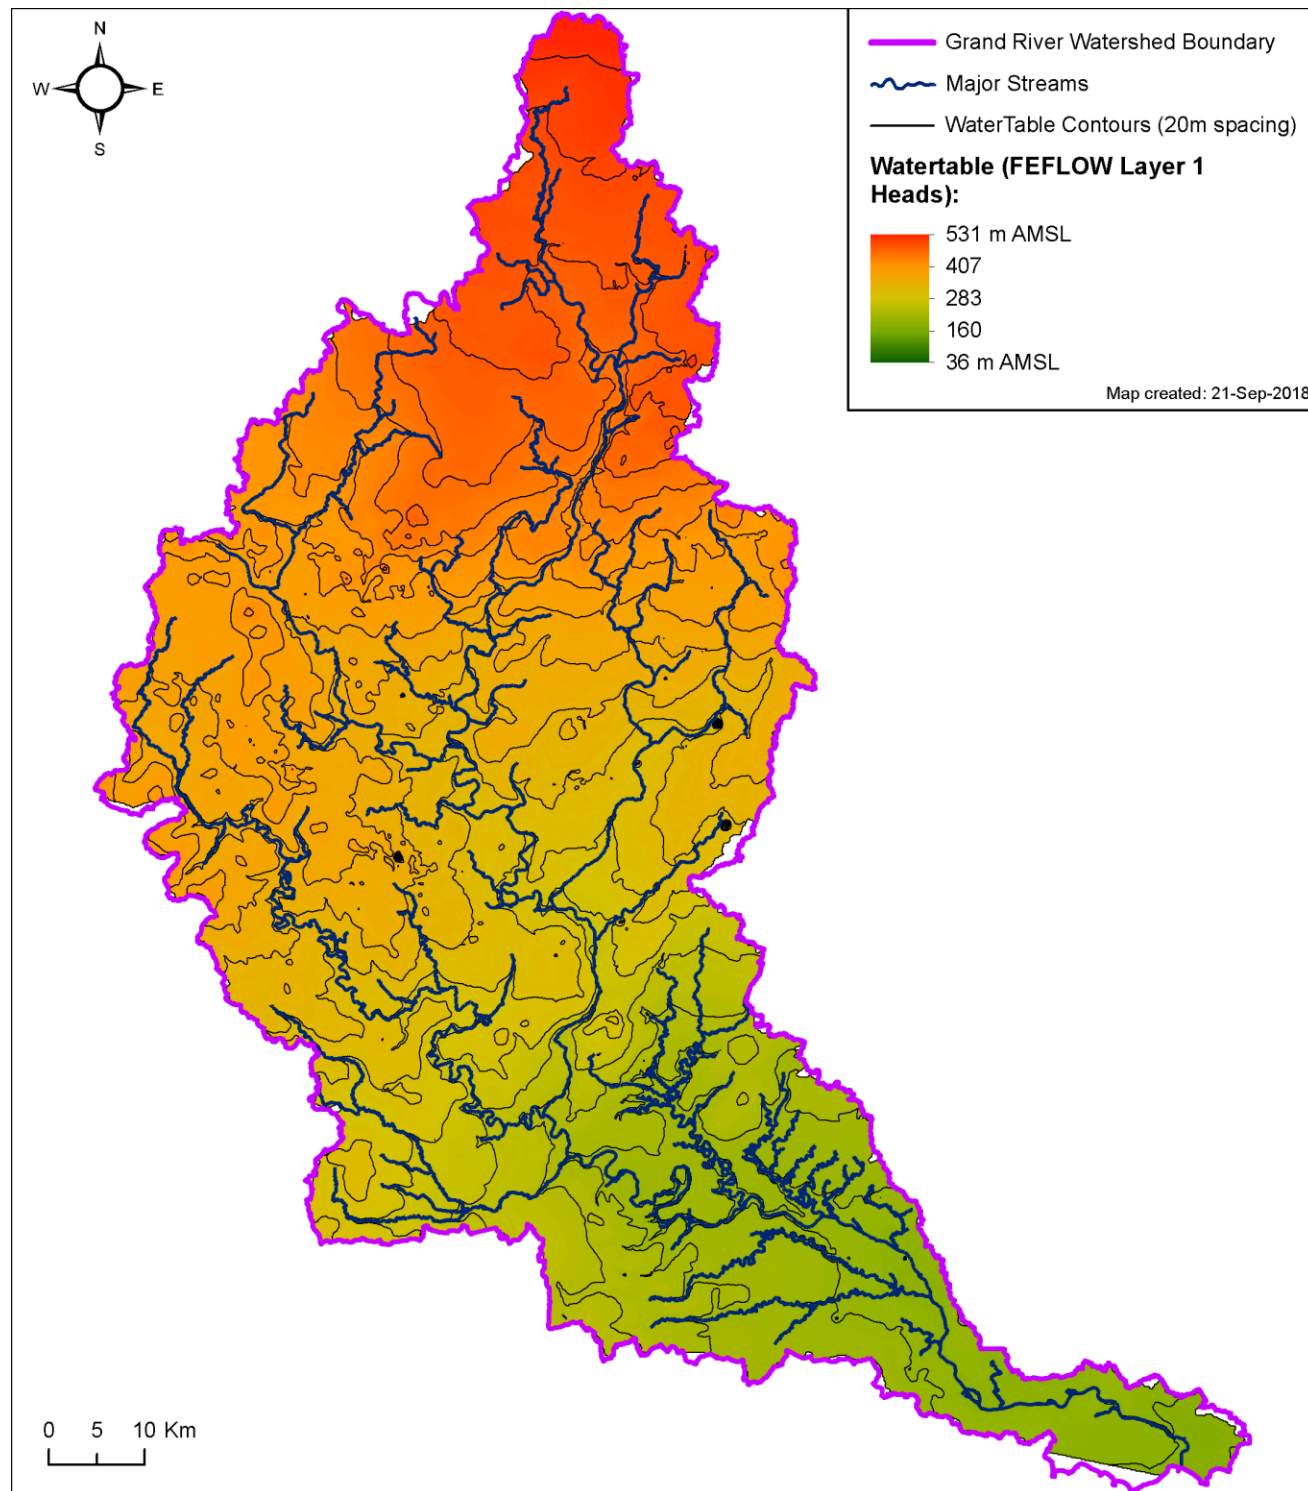 N
W E
S
Grand River Watershed Boundary
Major Streams
WaterTable Contours (20m spacing)
Watertable (FEFLOW Layer 1
Heads):
531 m AMSL
407
283
160
36 m AMSL
Map created: 21-Sep-2018
0 5 10 Km